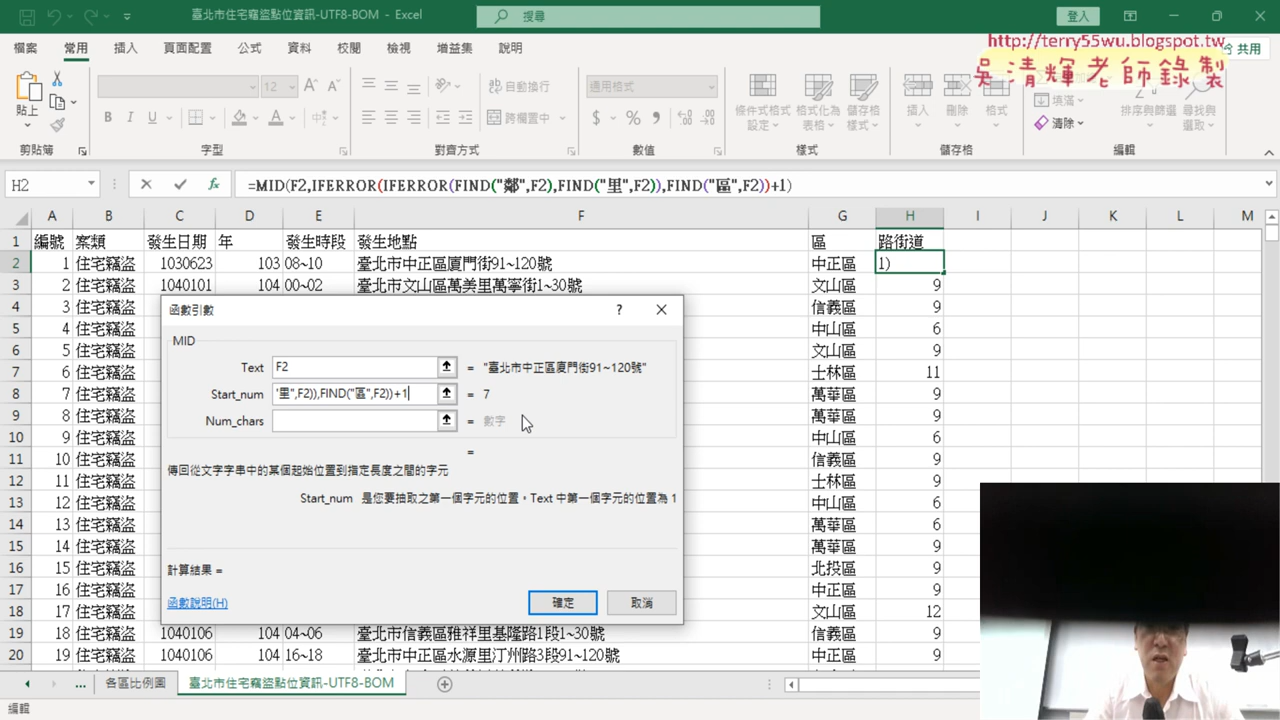 臺北市住宅竊盜點位資訊-UTF8-BOM - Excel
搜尋
登入
檔案 常用 插入 頁面配置 公式 資料 校閱 檢視 增益集 說明
共用
http://terry55wu.blogspot.tw
吳清輝老師錄製
貼上
12
自動換行
跨欄置中
通用格式
條件式格式設定
格式化為表格
儲存格樣式
插入
刪除
格式
填滿
清除
排序與篩選
尋找與選取
剪貼簿 字型 對齊方式 數值 樣式 儲存格 編輯
H2
=MID(F2,IFERROR(IFERROR(FIND("鄰",F2),FIND("里",F2)),FIND("區",F2))+1)
A B C D E F G H I J K L M
1 編號 案類 發生日期 年 發生時段 發生地點 區 路街道
2 1 住宅竊盜 1030623 103 08~10 臺北市中正區廈門街91~120號 中正區 1)
3 2 住宅竊盜 1040101 104 00~02 臺北市文山區萬美里萬寧街1~30號 文山區 9
4 3 住宅竊盜 信義區 9
5 4 住宅竊盜 中山區 6
6 5 住宅竊盜 文山區 9
7 6 住宅竊盜 士林區 11
8 7 住宅竊盜 萬華區 9
9 8 住宅竊盜 萬華區 9
10 9 住宅竊盜 中山區 6
11 10 住宅竊盜 信義區 9
12 11 住宅竊盜 士林區 9
13 12 住宅竊盜 中山區 6
14 13 住宅竊盜 萬華區 6
15 14 住宅竊盜 萬華區 9
16 15 住宅竊盜 北投區 9
17 16 住宅竊盜 中正區 9
18 17 住宅竊盜 文山區 12
19 18 住宅竊盜 1040106 104 04~06 臺北市信義區雅祥里基隆路1段1~30號 信義區 9
20 19 住宅竊盜 1040106 104 16~18 臺北市中正區水源里汀州路3段91~120號 中正區 9
函數引數
MID
Text F2 = "臺北市中正區廈門街91~120號"
Start_num "里",F2)),FIND("區",F2))+1 = 7
Num_chars = 數字
=
傳回從文字字串中的某個起始位置到指定長度之間的字元
Start_num 是您要抽取之第一個字元的位置。Text 中第一個字元的位置為 1
計算結果 =
函數說明(H)
確定
取消
... 各區比例圖 臺北市住宅竊盜點位資訊-UTF8-BOM
編輯